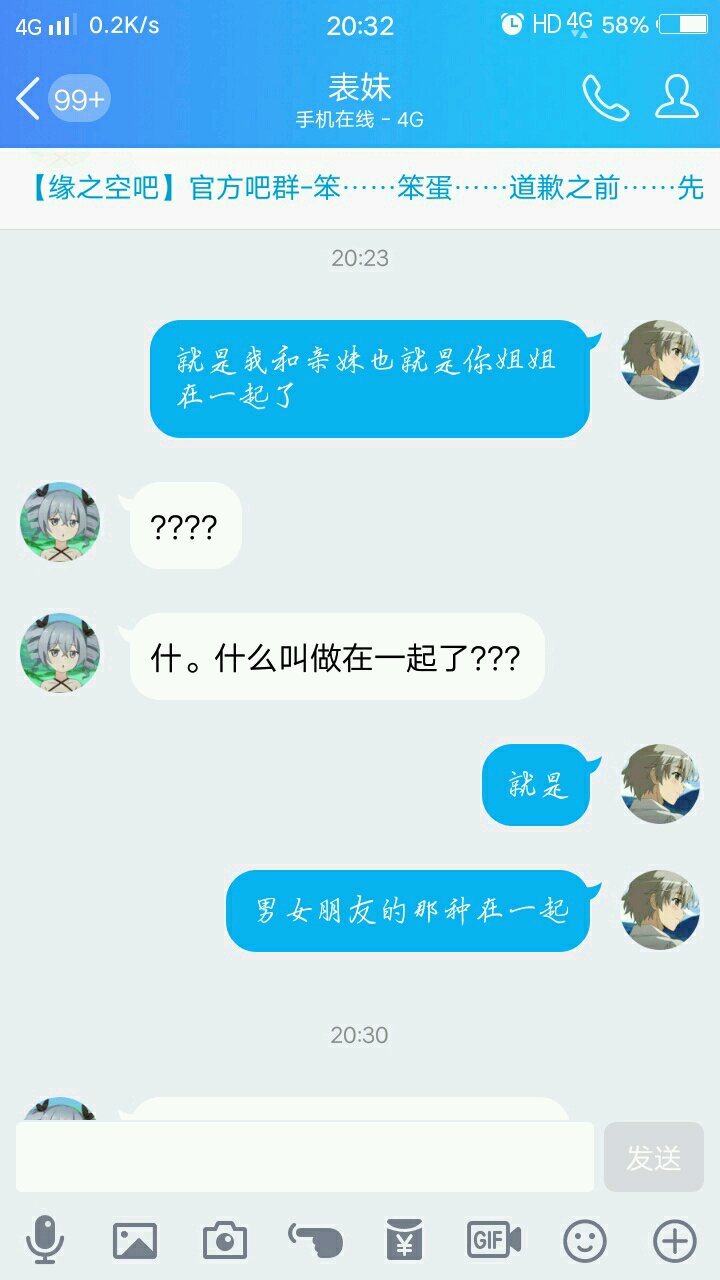 4G 0.2K/s 20:32 HD 4G 58%
99+
表妹
手机在线 - 4G
【缘之空吧】官方吧群-笨……笨蛋……道歉之前……先
20:23
就是我和亲妹也就是你姐姐
在一起了
????
什。什么叫做在一起了???
就是
男女朋友的那种在一起
20:30
发送
¥
GIF